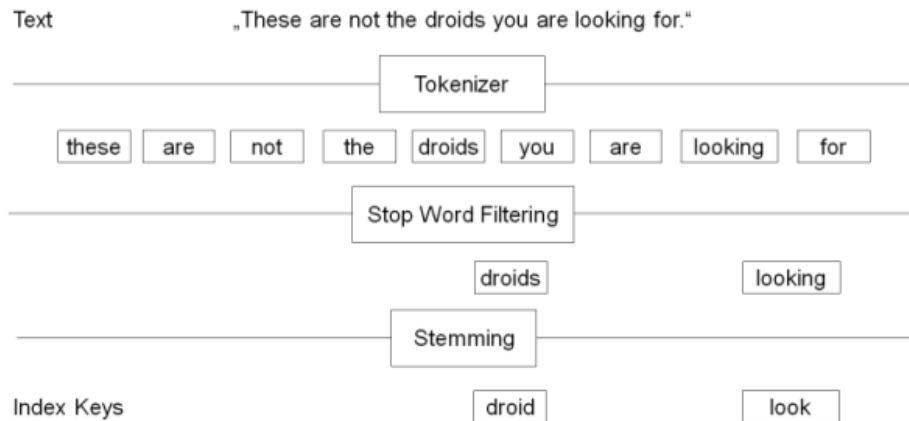 Text „These are not the droids you are looking for.“
Tokenizer
these are not the droids you are looking for
Stop Word Filtering
droids looking
Stemming
Index Keys droid look